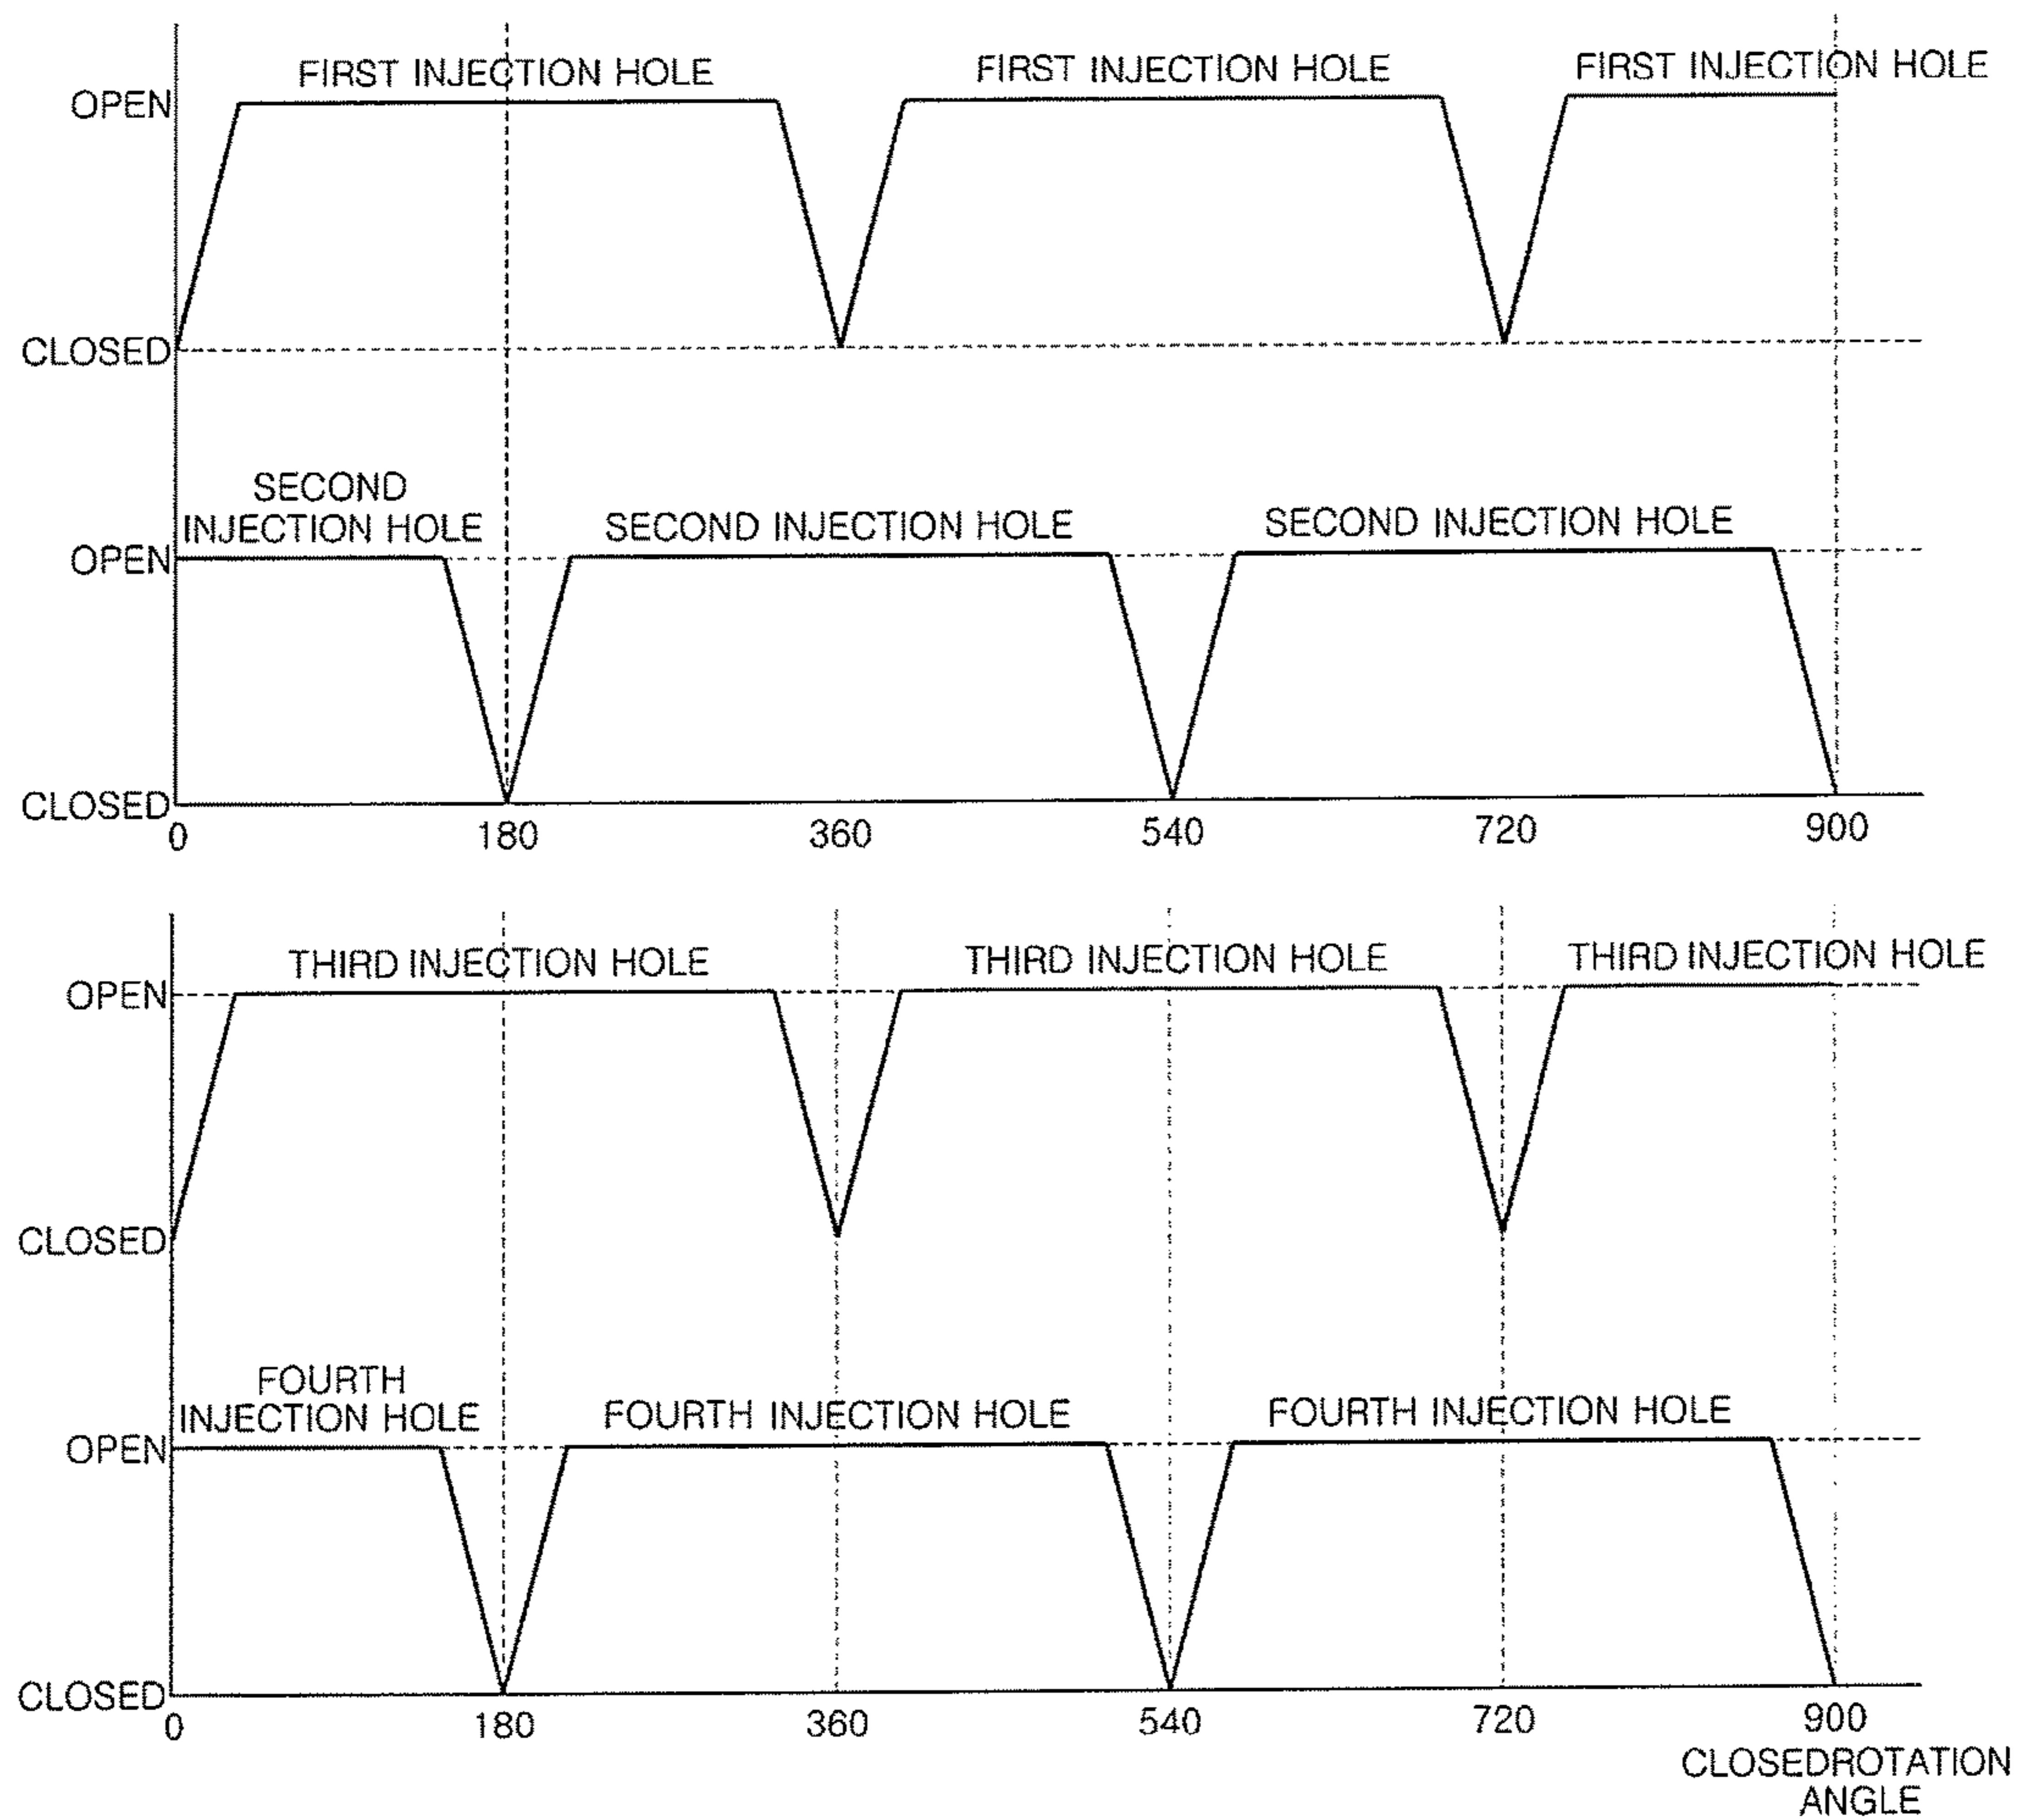 FIRST INJECTION HOLE
FIRST INJECTION HOLE
FIRST INJECTION HOLE
OPEN
CLOSED
SECOND
INJECTION HOLE
SECOND INJECTION HOLE
SECOND INJECTION HOLE
OPEN
CLOSED
0
180
360
540
720
900
THIRD INJECTION HOLE
THIRD INJECTION HOLE
THIRD INJECTION HOLE
OPEN
CLOSED
FOURTH
INJECTION HOLE
FOURTH INJECTION HOLE
FOURTH INJECTION HOLE
OPEN
CLOSED
0
180
360
540
720
900
CLOSEDROTATION
ANGLE